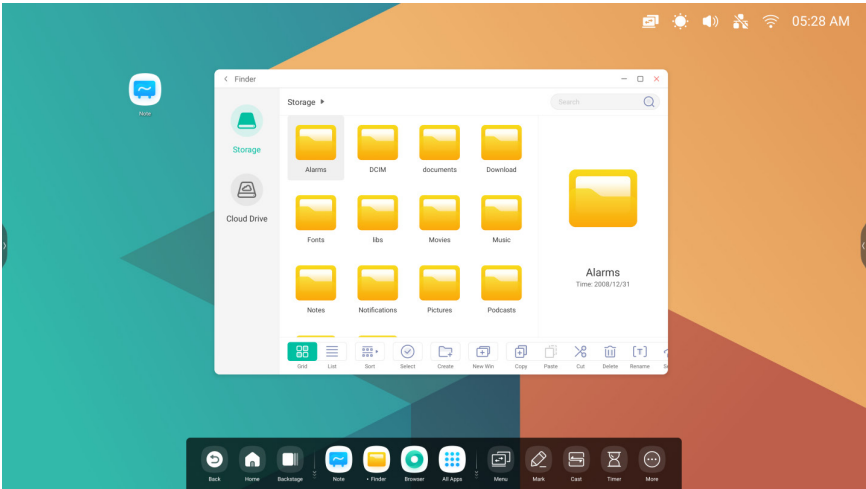 05:28 AM
Note
Finder
Storage
Search
Storage
Cloud Drive
Alarms DCIM documents Download
Fonts libs Movies Music
Notes Notifications Pictures Podcasts
Alarms
Time: 2008/12/31
Grid List Sort Select Create New Win Copy Paste Cut Delete Rename
Back Home Backstage Note • Finder Browser All Apps Menu Mark Cast Timer More